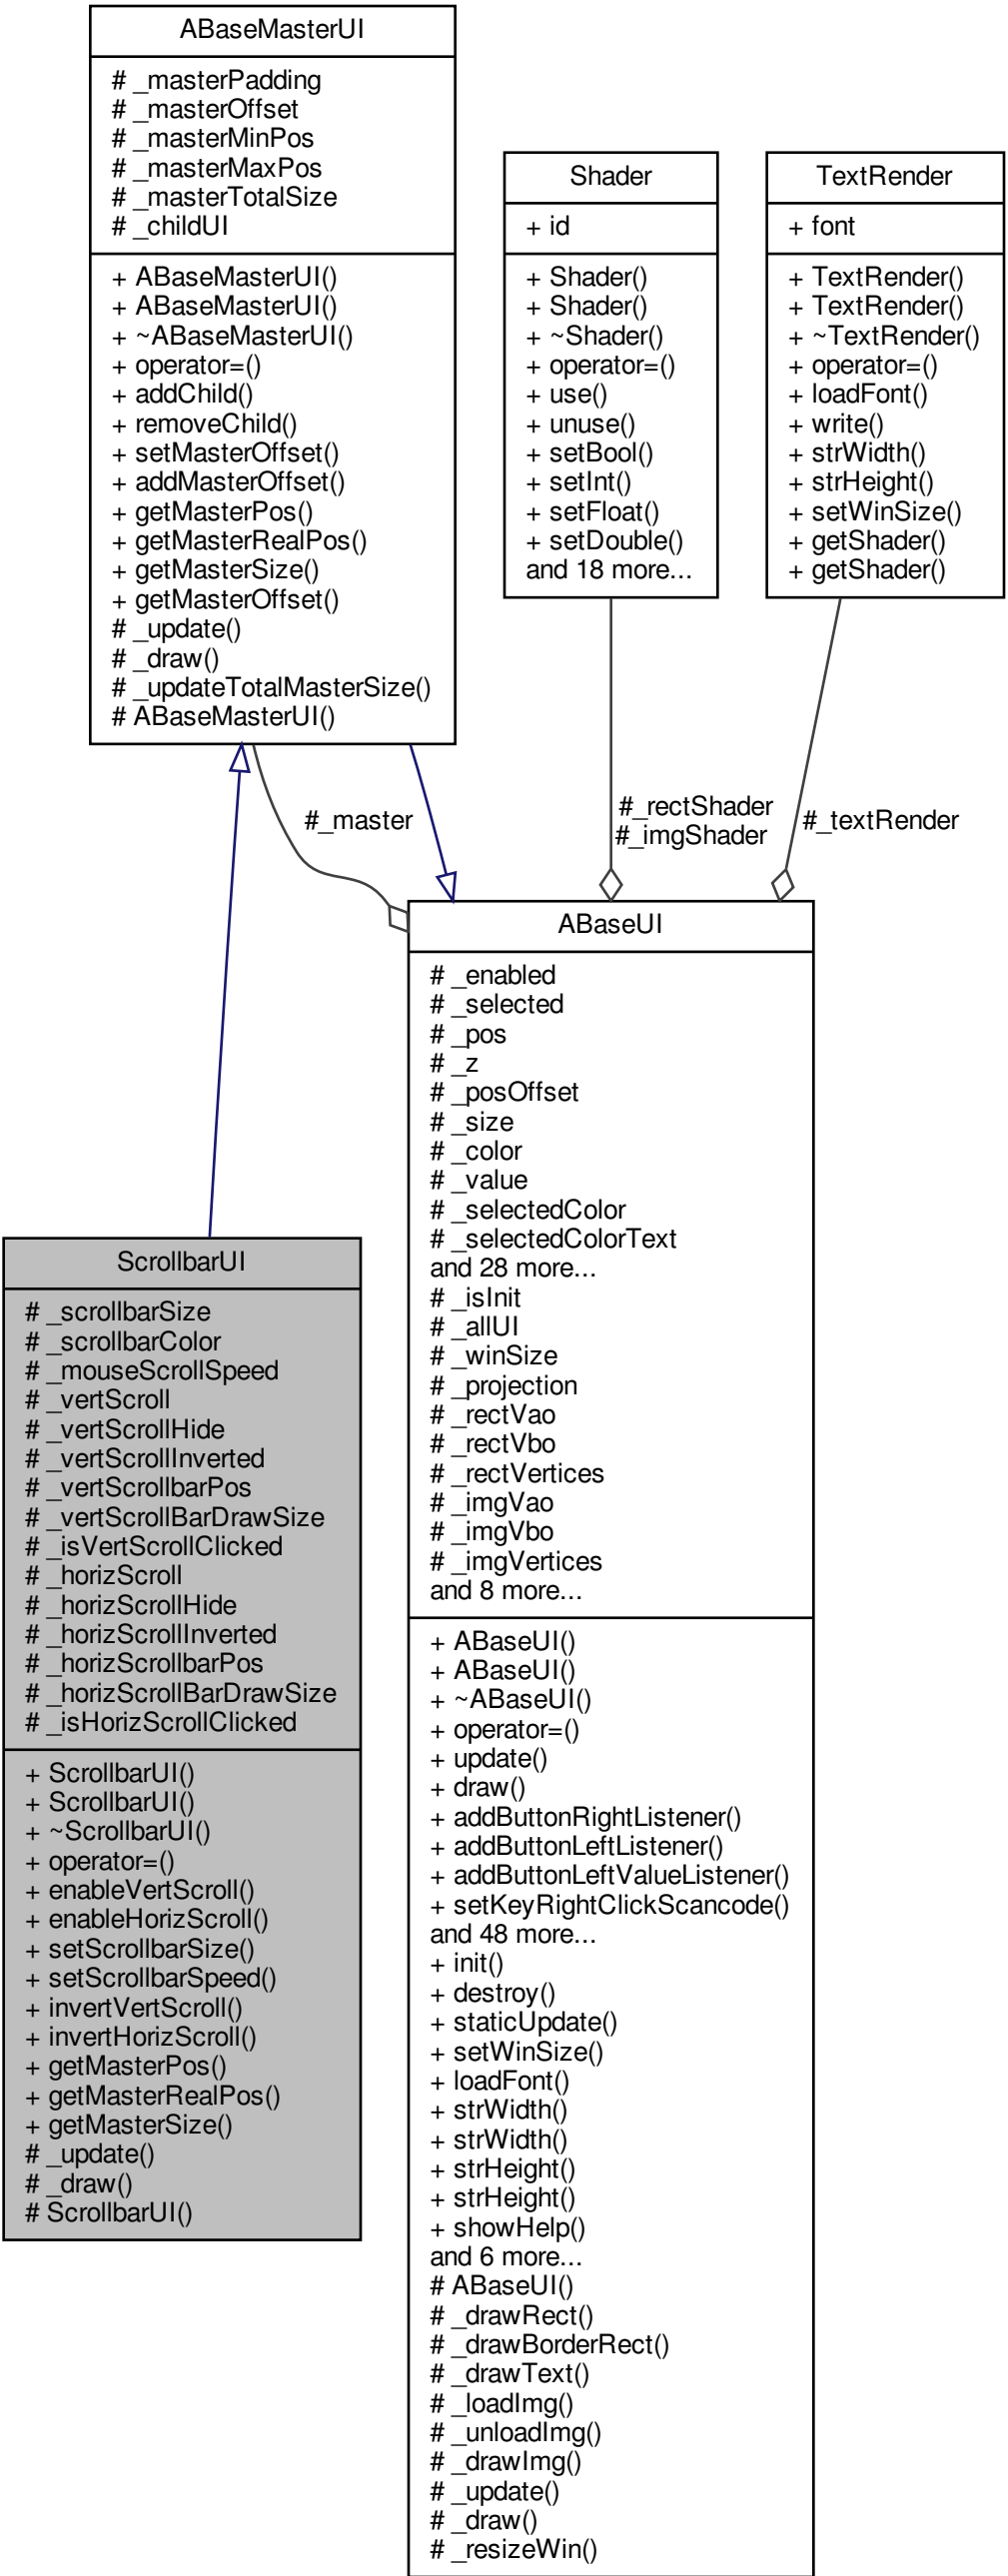 ABaseMasterUI
# _masterPadding
# _masterOffset
# _masterMinPos
# _masterMaxPos
# _masterTotalSize
# _childUI
+ ABaseMasterUI()
+ ABaseMasterUI()
+ ~ABaseMasterUI()
+ operator=()
+ addChild()
+ removeChild()
+ setMasterOffset()
+ addMasterOffset()
+ getMasterPos()
+ getMasterRealPos()
+ getMasterSize()
+ getMasterOffset()
# _update()
# _draw()
# _updateTotalMasterSize()
# ABaseMasterUI()
Shader
+ id
+ Shader()
+ Shader()
+ ~Shader()
+ operator=()
+ use()
+ unuse()
+ setBool()
+ setInt()
+ setFloat()
+ setDouble()
and 18 more...
TextRender
+ font
+ TextRender()
+ TextRender()
+ ~TextRender()
+ operator=()
+ loadFont()
+ write()
+ strWidth()
+ strHeight()
+ setWinSize()
+ getShader()
+ getShader()
#_master
#_rectShader
#_imgShader
#_textRender
ABaseUI
# _enabled
# _selected
# _pos
# _z
# _posOffset
# _size
# _color
# _value
# _selectedColor
# _selectedColorText
and 28 more...
# _isInit
# _allUI
# _winSize
# _projection
# _rectVao
# _rectVbo
# _rectVertices
# _imgVao
# _imgVbo
# _imgVertices
and 8 more...
+ ABaseUI()
+ ABaseUI()
+ ~ABaseUI()
+ operator=()
+ update()
+ draw()
+ addButtonRightListener()
+ addButtonLeftListener()
+ addButtonLeftValueListener()
+ setKeyRightClickScancode()
and 48 more...
+ init()
+ destroy()
+ staticUpdate()
+ setWinSize()
+ loadFont()
+ strWidth()
+ strWidth()
+ strHeight()
+ strHeight()
+ showHelp()
and 6 more...
# ABaseUI()
# _drawRect()
# _drawBorderRect()
# _drawText()
# _loadImg()
# _unloadImg()
# _drawImg()
# _update()
# _draw()
# _resizeWin()
ScrollbarUI
# _scrollbarSize
# _scrollbarColor
# _mouseScrollSpeed
# _vertScroll
# _vertScrollHide
# _vertScrollInverted
# _vertScrollbarPos
# _vertScrollBarDrawSize
# _isVertScrollClicked
# _horizScroll
# _horizScrollHide
# _horizScrollInverted
# _horizScrollbarPos
# _horizScrollBarDrawSize
# _isHorizScrollClicked
+ ScrollbarUI()
+ ScrollbarUI()
+ ~ScrollbarUI()
+ operator=()
+ enableVertScroll()
+ enableHorizScroll()
+ setScrollbarSize()
+ setScrollbarSpeed()
+ invertVertScroll()
+ invertHorizScroll()
+ getMasterPos()
+ getMasterRealPos()
+ getMasterSize()
# _update()
# _draw()
# ScrollbarUI()